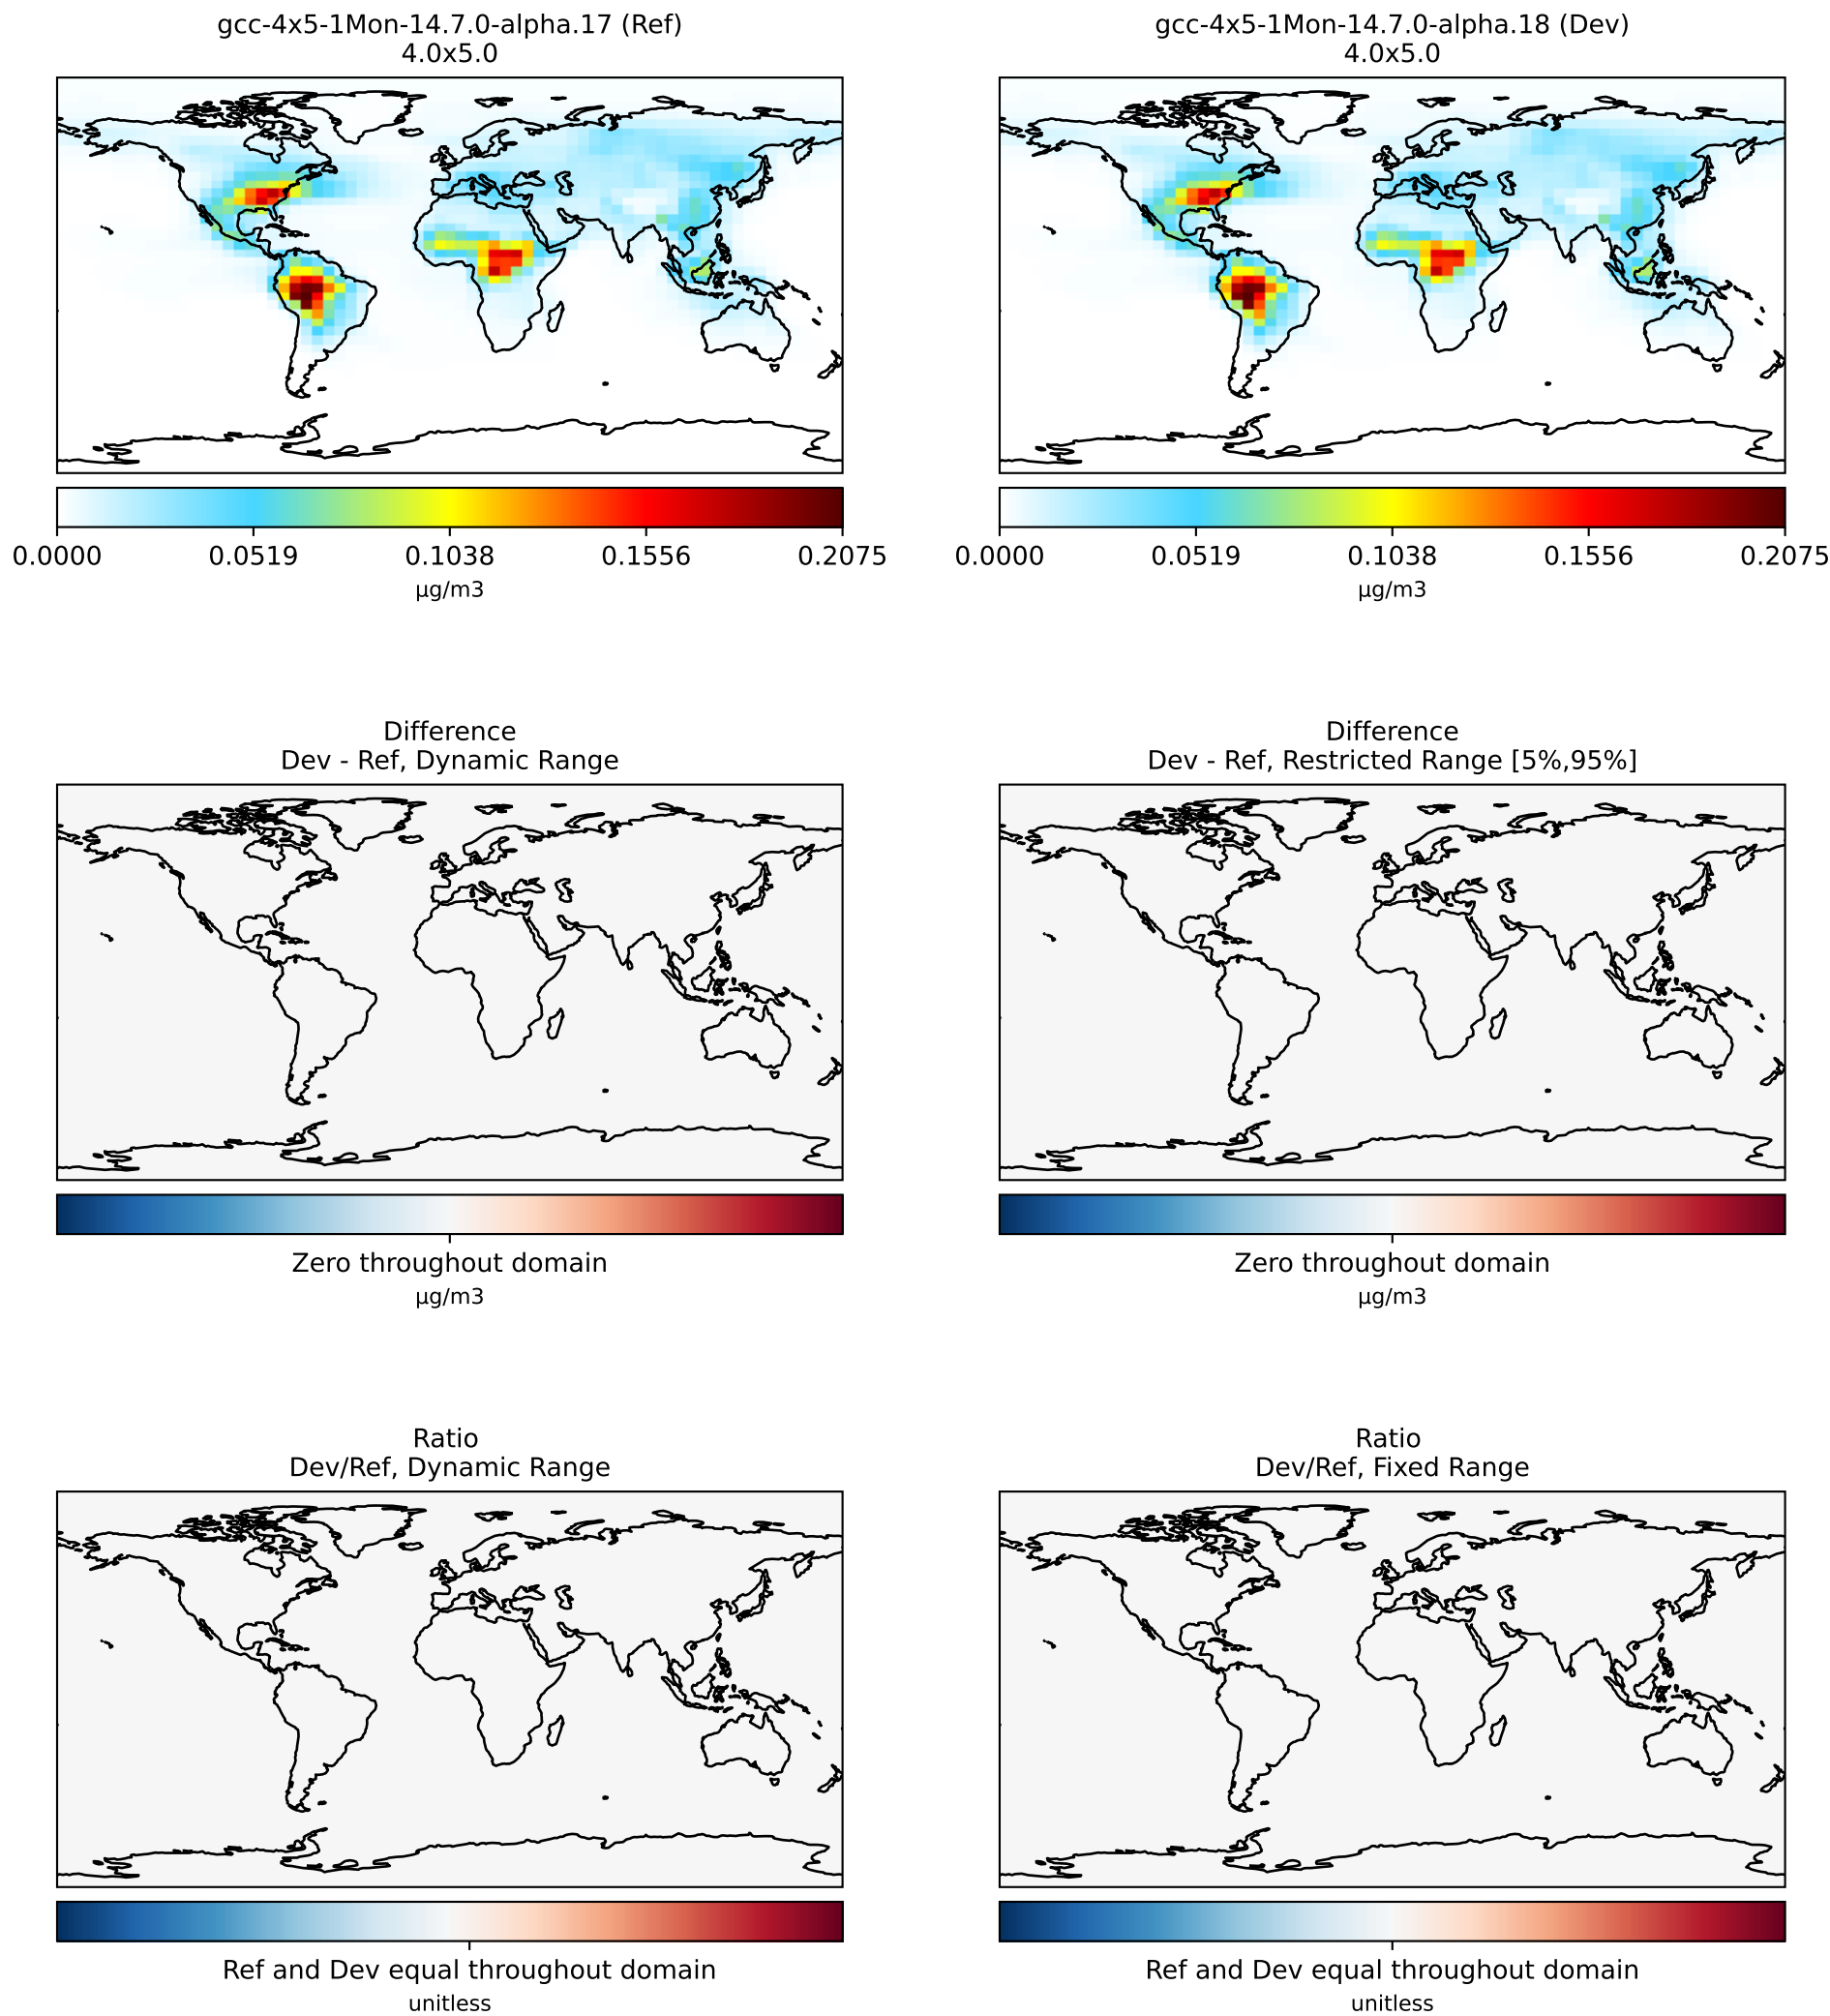 gcc-4x5-1Mon-14.7.0-alpha.17 (Ref)
4.0x5.0
gcc-4x5-1Mon-14.7.0-alpha.18 (Dev)
4.0x5.0
0.0000 0.0519 0.1038 0.1556 0.2075
μg/m3
0.0000 0.0519 0.1038 0.1556 0.2075
μg/m3
Difference
Dev - Ref, Dynamic Range
Difference
Dev - Ref, Restricted Range [5%,95%]
Zero throughout domain
μg/m3
Zero throughout domain
μg/m3
Ratio
Dev/Ref, Dynamic Range
Ratio
Dev/Ref, Fixed Range
Ref and Dev equal throughout domain
unitless
Ref and Dev equal throughout domain
unitless